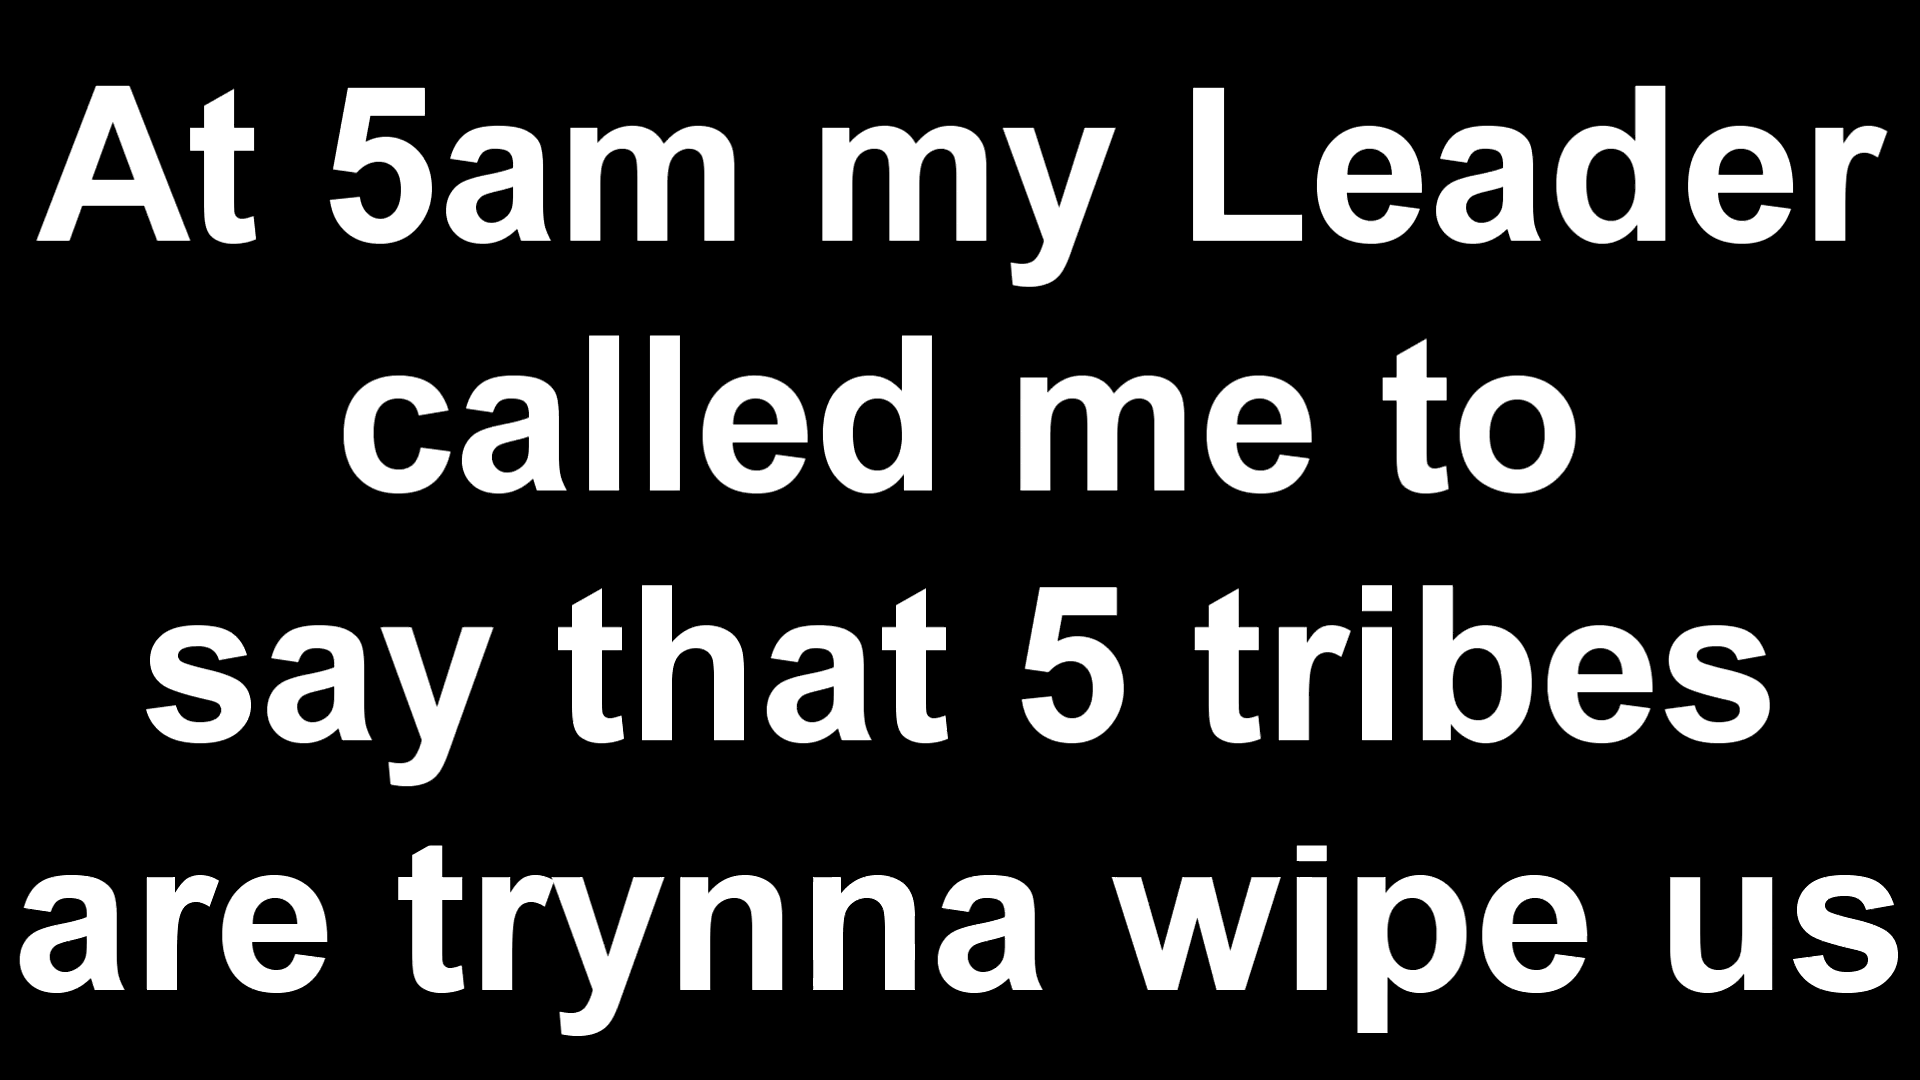 At 5am my Leader
called me to
say that 5 tribes
are trynna wipe us